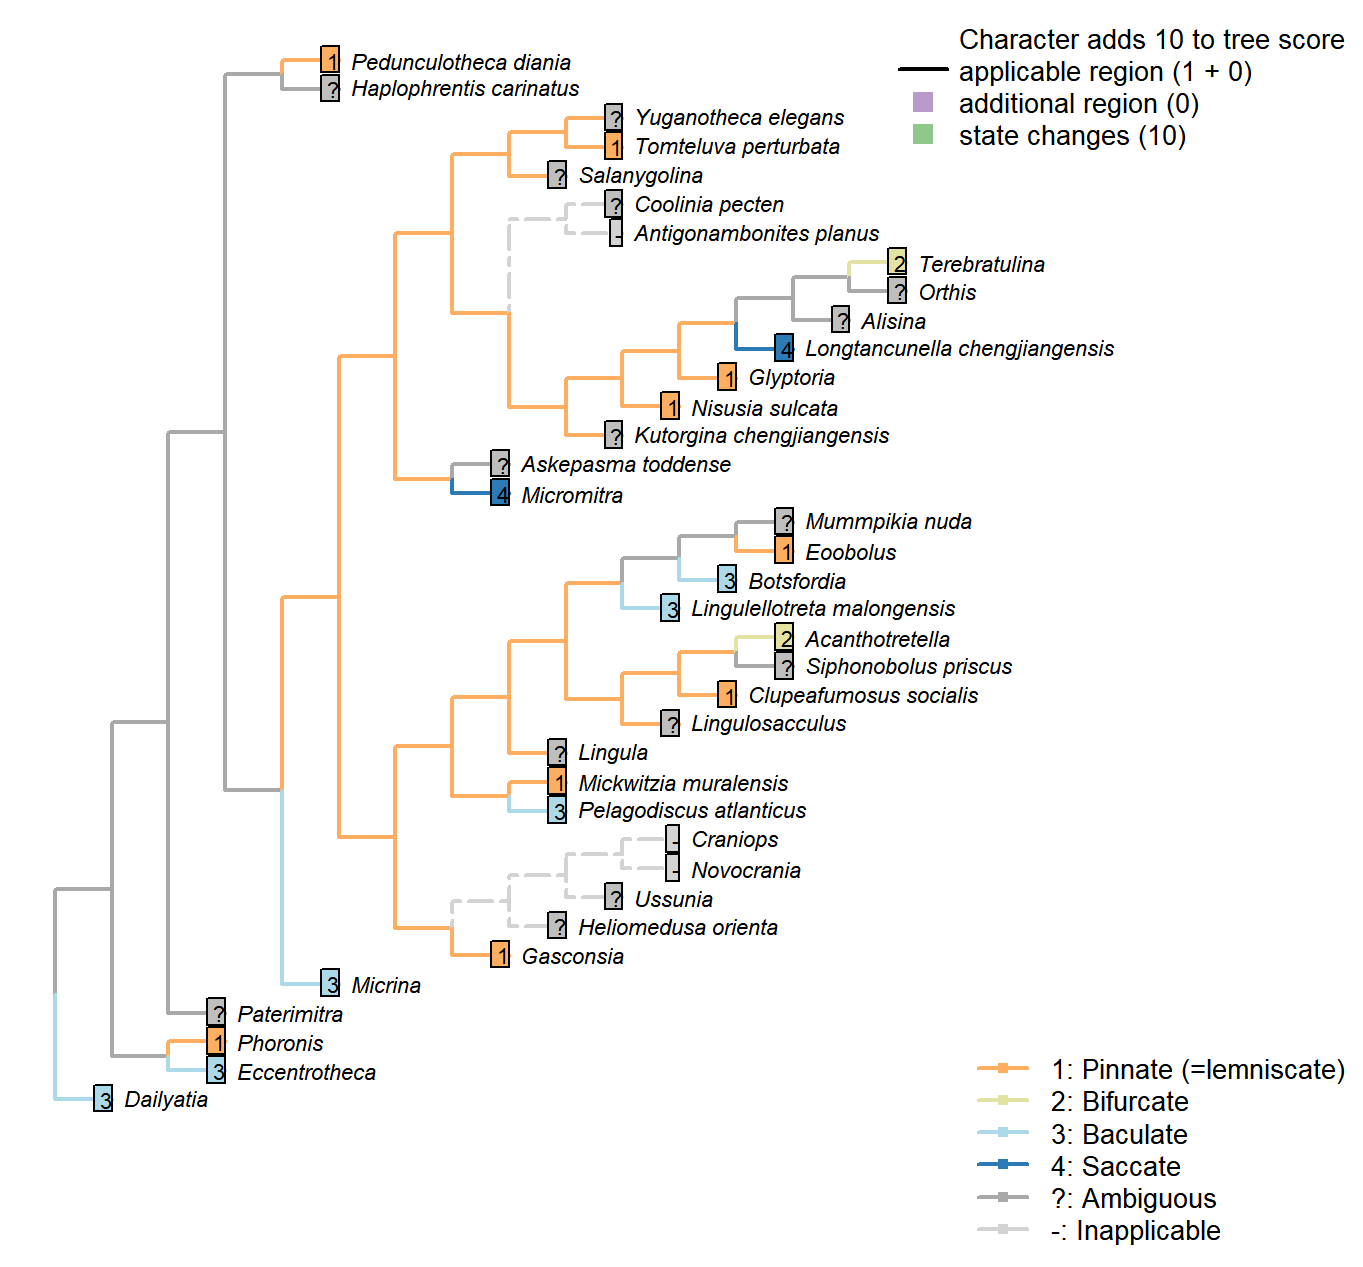 Character adds 10 to tree score
applicable region (1 + 0)
additional region (0)
state changes (10)
1 Pedunculotheca diania
? Haplophrentis carinatus
? Yuganotheca elegans
1 Tomteluva perturbata
? Salanygolina
? Coolinia pecten
- Antigonambonites planus
2 Terebratulina
? Orthis
? Alisina
4 Longtancunella chengjiangensis
1 Glyptoria
1 Nisusia sulcata
? Kutorgina chengjiangensis
? Askepasma toddense
4 Micromitra
? Mummpikia nuda
1 Eoobolus
3 Botsfordia
3 Lingulellotreta malongensis
2 Acanthotretella
? Siphonobolus priscus
1 Clupeafumosus socialis
? Lingulosacculus
? Lingula
1 Mickwitzia muralensis
3 Pelagodiscus atlanticus
- Craniops
- Novocrania
? Ussunia
? Heliomedusa orienta
1 Gasconsia
3 Micrina
? Paterimitra
1 Phoronis
3 Eccentrotheca
3 Dailyatia
1: Pinnate (=lemniscate)
2: Bifurcate
3: Baculate
4: Saccate
?: Ambiguous
-: Inapplicable